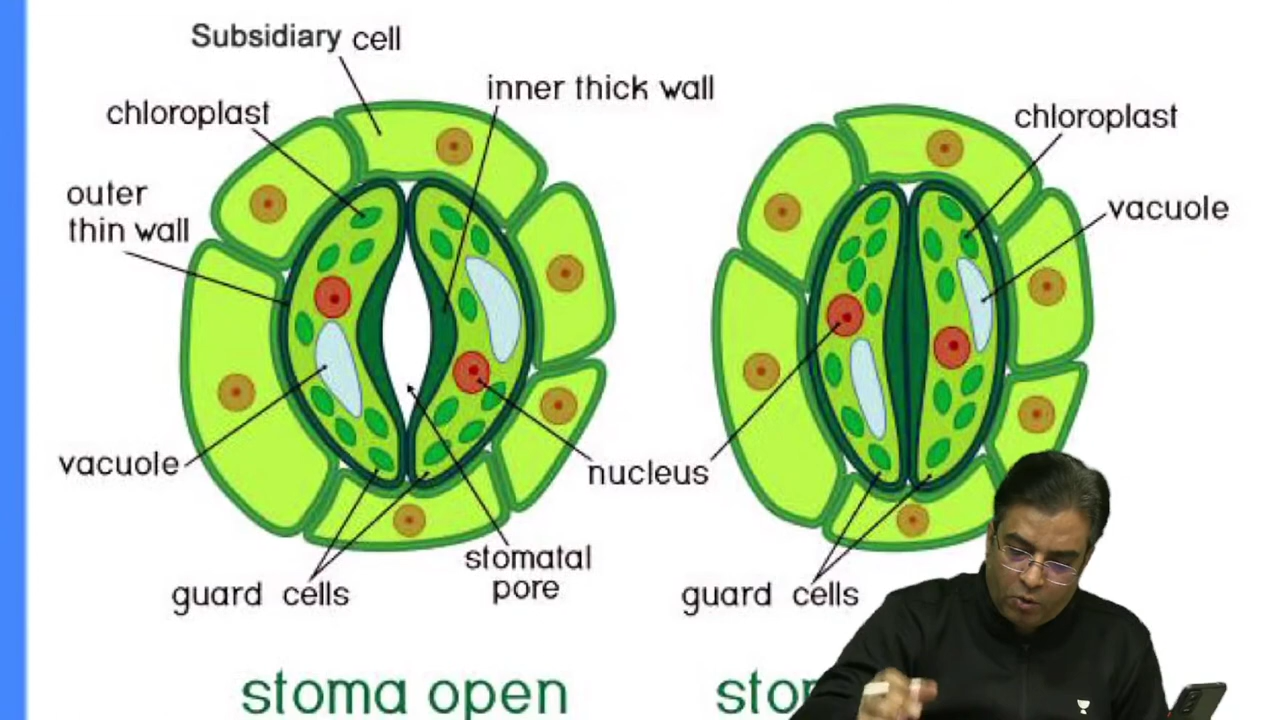 Subsidiary cell
inner thick wall
chloroplast
outer
thin wall
vacuole
guard cells
stomatal
pore
nucleus
chloroplast
vacuole
guard cells
stoma open